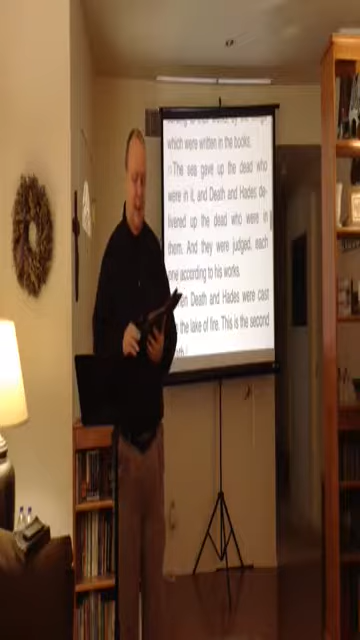 which were written in the books.
13 The sea gave up the dead who
were in it, and Death and Hades de-
livered up the dead who were in
them. And they were judged, each
one according to his works.
Death and Hades were cast
the lake of fire. This is the second